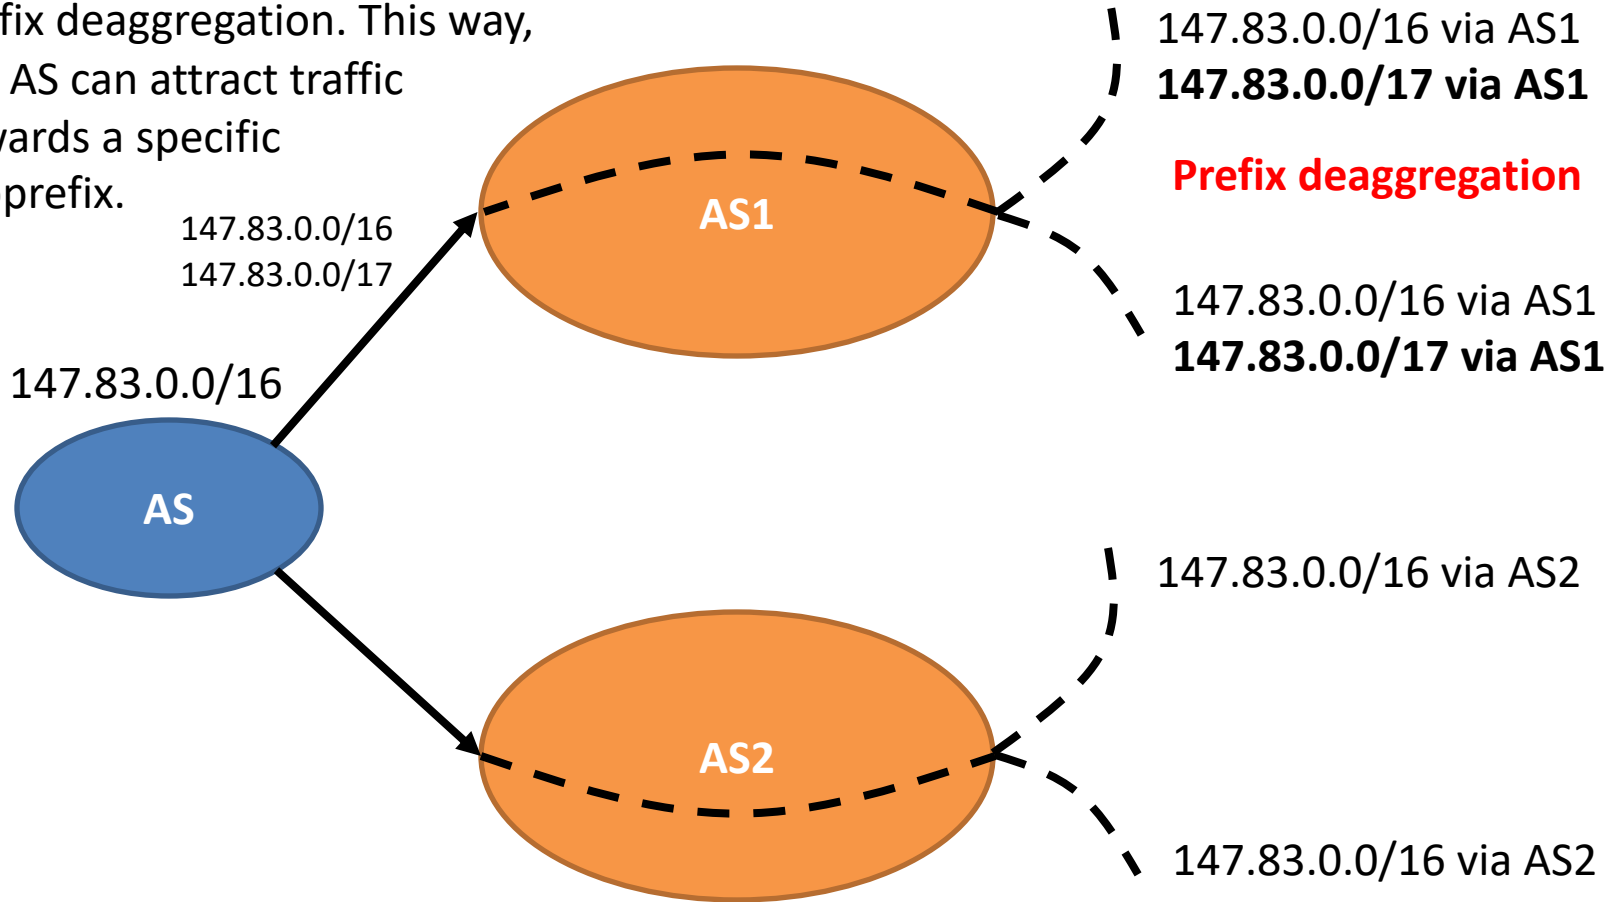 fix deaggregation. This way,
AS can attract traffic
wards a specific
prefix.
147.83.0.0/16
147.83.0.0/17
147.83.0.0/16
AS
AS1
147.83.0.0/16 via AS1
147.83.0.0/17 via AS1
Prefix deaggregation
147.83.0.0/16 via AS1
147.83.0.0/17 via AS1
AS2
147.83.0.0/16 via AS2
147.83.0.0/16 via AS2